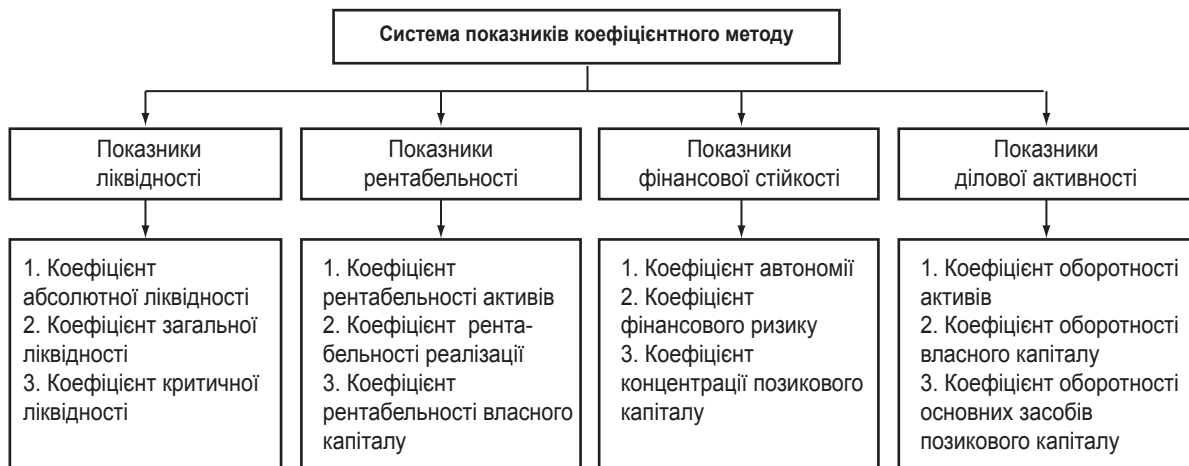 Система показників коефіцієнтного методу
Показники
ліквідності
Показники
рентабельності
Показники
фінансової стійкості
Показники
ділової активності
1. Коефіцієнт
абсолютної ліквідності
2. Коефіцієнт загальної
ліквідності
3. Коефіцієнт критичної
ліквідності
1. Коефіцієнт
рентабельності активів
2. Коефіцієнт рента-
бельності реалізації
3. Коефіцієнт
рентабельності власного
капіталу
1. Коефіцієнт автономії
2. Коефіцієнт
фінансового ризику
3. Коефіцієнт
концентрації позикового
капіталу
1. Коефіцієнт оборотності
активів
2. Коефіцієнт оборотності
власного капіталу
3. Коефіцієнт оборотності
основних засобів
позикового капіталу